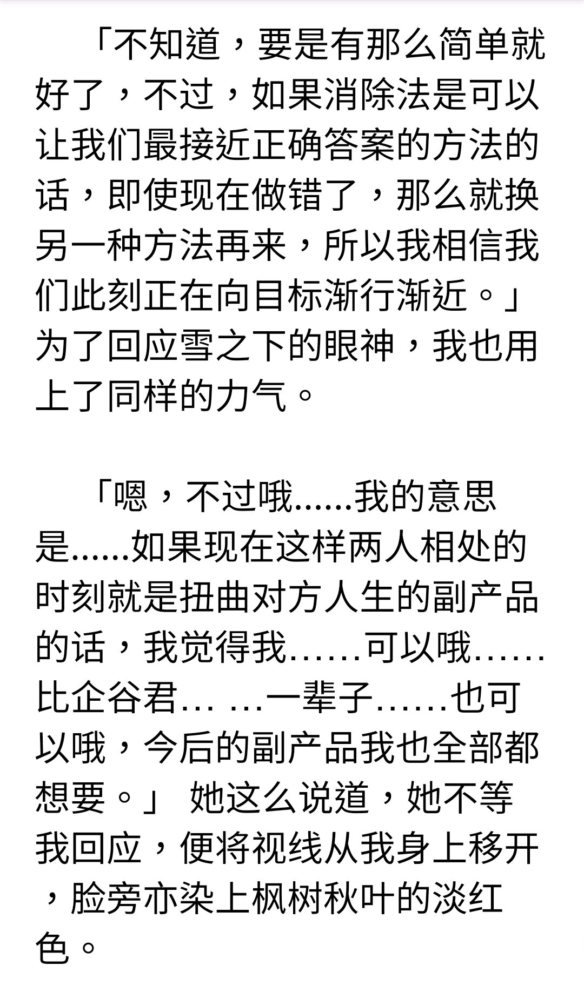 「不知道，要是有那么简单就
好了，不过，如果消除法是可以
让我们最接近正确答案的方法的
话，即使现在做错了，那么就换
另一种方法再来，所以我相信我
们此刻正在向目标渐行渐近。」
为了回应雪之下的眼神，我也用
上了同样的力气。
「嗯，不过哦……我的意思
是……如果现在这样两人相处的
时刻就是扭曲对方人生的副产品
的话，我觉得我……可以哦……
比企谷君… …一辈子……也可
以哦，今后的副产品我也全部都
想要。」 她这么说道，她不等
我回应，便将视线从我身上移开
，脸旁亦染上枫树秋叶的淡红
色。